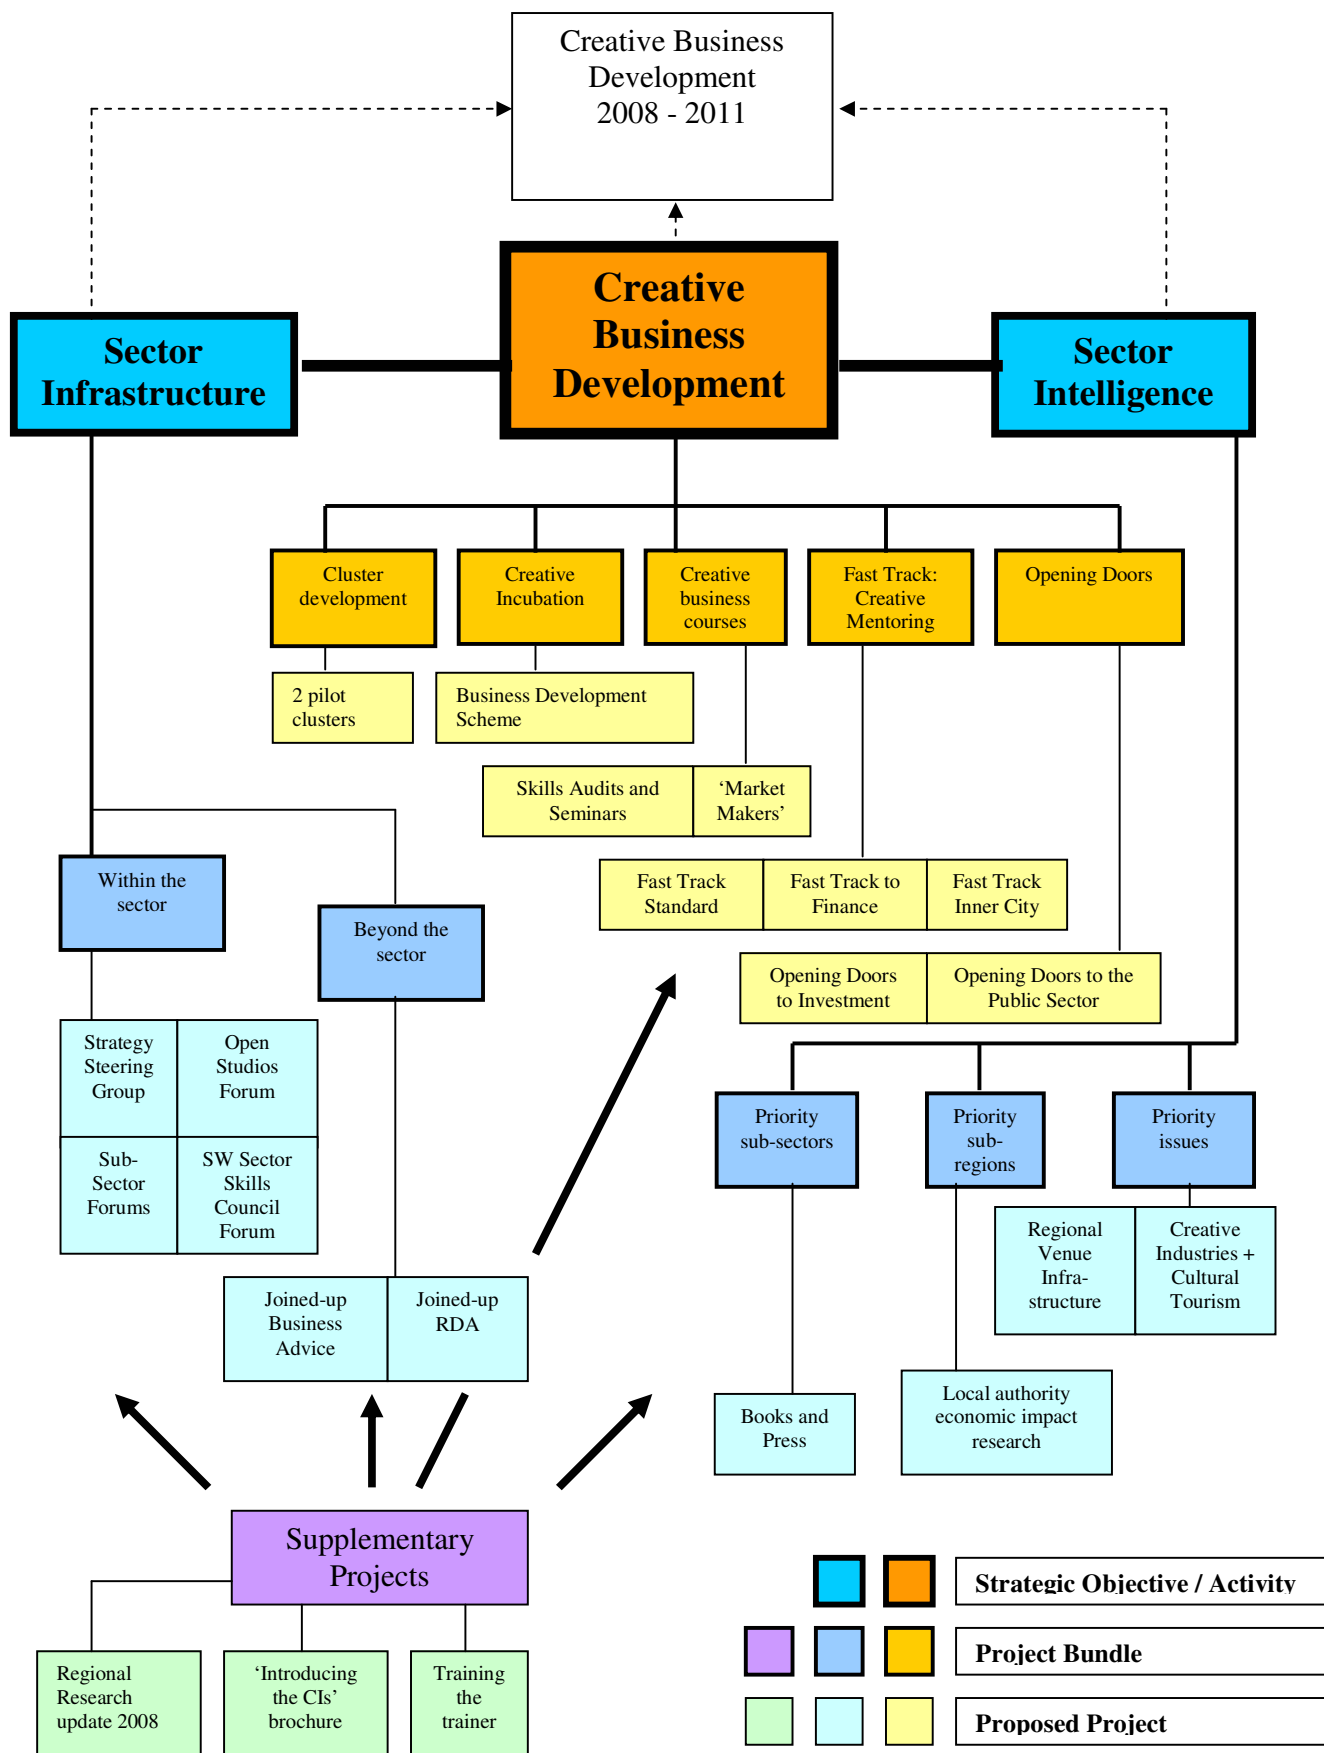 Creative Business
Development
2008 - 2011
Sector
Infrastructure
Creative
Business
Development
Sector
Intelligence
Cluster
development
Creative
Incubation
Creative
business
courses
Fast Track:
Creative
Mentoring
Opening Doors
2 pilot
clusters
Business Development
Scheme
Skills Audits and
Seminars
‘Market
Makers’
Fast Track
Standard
Fast Track to
Finance
Fast Track
Inner City
Opening Doors
to Investment
Opening Doors to the
Public Sector
Within the
sector
Beyond the
sector
Strategy
Steering
Group
Open
Studios
Forum
Sub-
Sector
Forums
SW Sector
Skills
Council
Forum
Joined-up
Business
Advice
Joined-up
RDA
Priority
sub-sectors
Priority
sub-
regions
Priority
issues
Regional
Venue
Infra-
structure
Creative
Industries +
Cultural
Tourism
Books and
Press
Local authority
economic impact
research
Supplementary
Projects
Regional
Research
update 2008
‘Introducing
the CIs’
brochure
Training
the
trainer
Strategic Objective / Activity
Project Bundle
Proposed Project